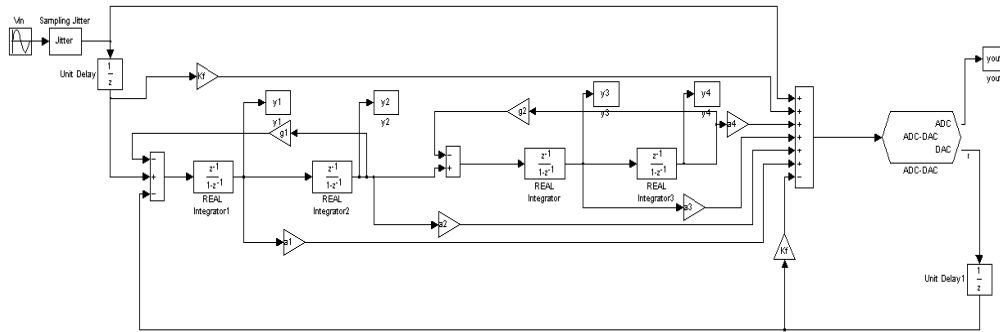 Vin
Sampling Jitter
Jitter
Unit Delay
1
z
Kf
y1
y1
y2
y2
g1
g2
y3
y3
y4
y4
a4
−
+
−
z-1
1-z-1
REAL
Integrator1
z-1
1-z-1
REAL
Integrator2
−
+
z-1
1-z-1
REAL
Integrator
z-1
1-z-1
REAL
Integrator3
a3
a2
a1
+
+
+
+
+
+
−
Kf
ADC
ADC-DAC
DAC
ADC-DAC
r
yout
yout
Unit Delay1
1
z